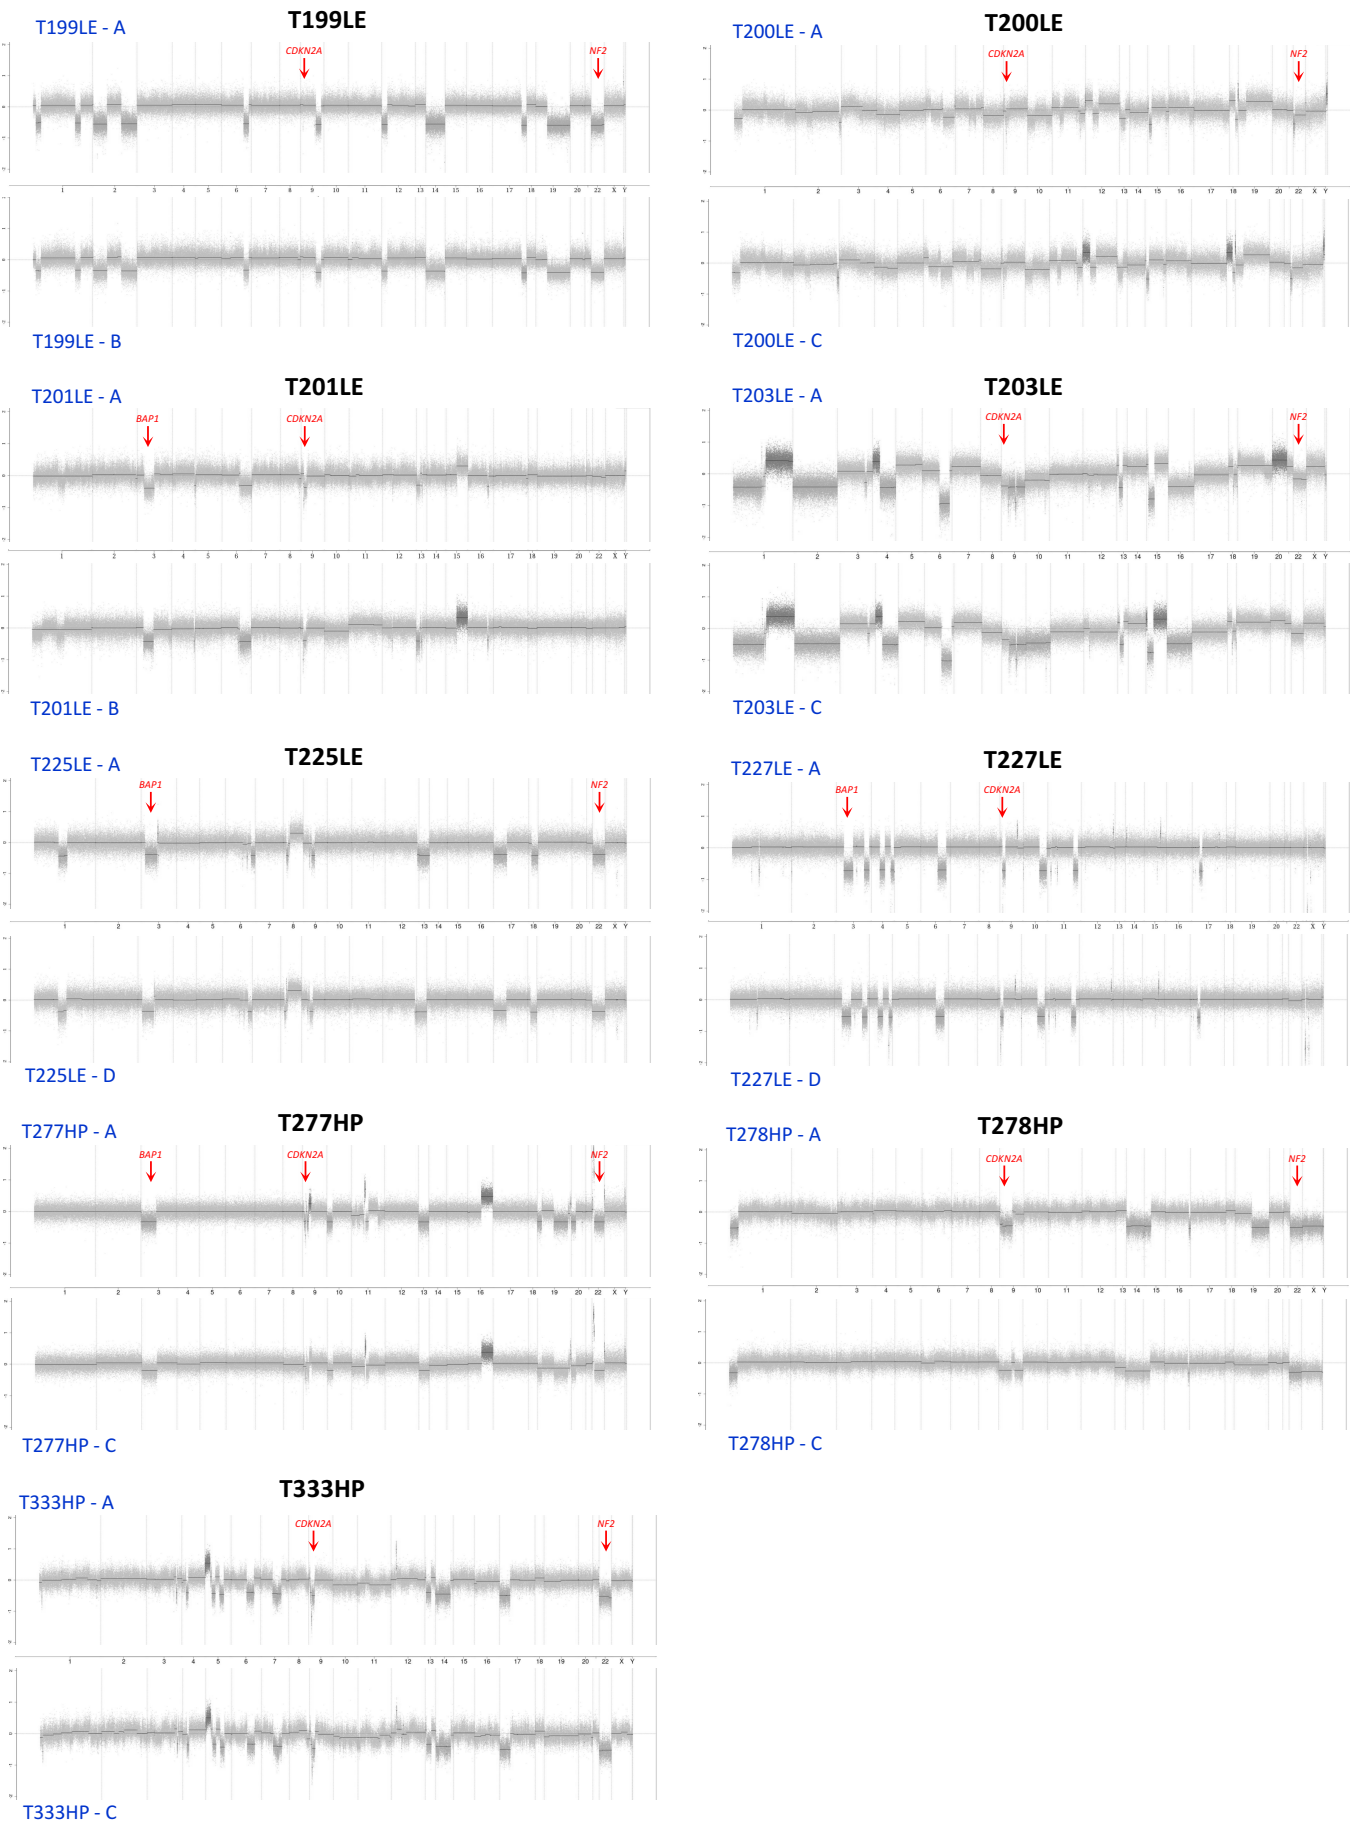 T199LE
T199LE - A
CDKN2A NF2
1 2 3 4 5 6 7 8 9 10 11 12 13 14 15 16 17 18 19 20 22 X Y
T199LE - B
T200LE
T200LE - A
CDKN2A NF2
1 2 3 4 5 6 7 8 9 10 11 12 13 14 15 16 17 18 19 20 22 X Y
T200LE - C
T201LE
T201LE - A
BAP1 CDKN2A
1 2 3 4 5 6 7 8 9 10 11 12 13 14 15 16 17 18 19 20 22 X Y
T201LE - B
T203LE
T203LE - A
CDKN2A NF2
1 2 3 4 5 6 7 8 9 10 11 12 13 14 15 16 17 18 19 20 22 X Y
T203LE - C
T225LE
T225LE - A
BAP1 NF2
1 2 3 4 5 6 7 8 9 10 11 12 13 14 15 16 17 18 19 20 22 X Y
T225LE - D
T227LE
T227LE - A
BAP1 CDKN2A
1 2 3 4 5 6 7 8 9 10 11 12 13 14 15 16 17 18 19 20 22 X Y
T227LE - D
T277HP
T277HP - A
BAP1 CDKN2A NF2
1 2 3 4 5 6 7 8 9 10 11 12 13 14 15 16 17 18 19 20 22 X Y
T277HP - C
T278HP
T278HP - A
CDKN2A NF2
1 2 3 4 5 6 7 8 9 10 11 12 13 14 15 16 17 18 19 20 22 X Y
T278HP - C
T333HP
T333HP - A
CDKN2A NF2
1 2 3 4 5 6 7 8 9 10 11 12 13 14 15 16 17 18 19 20 22 X Y
T333HP - C